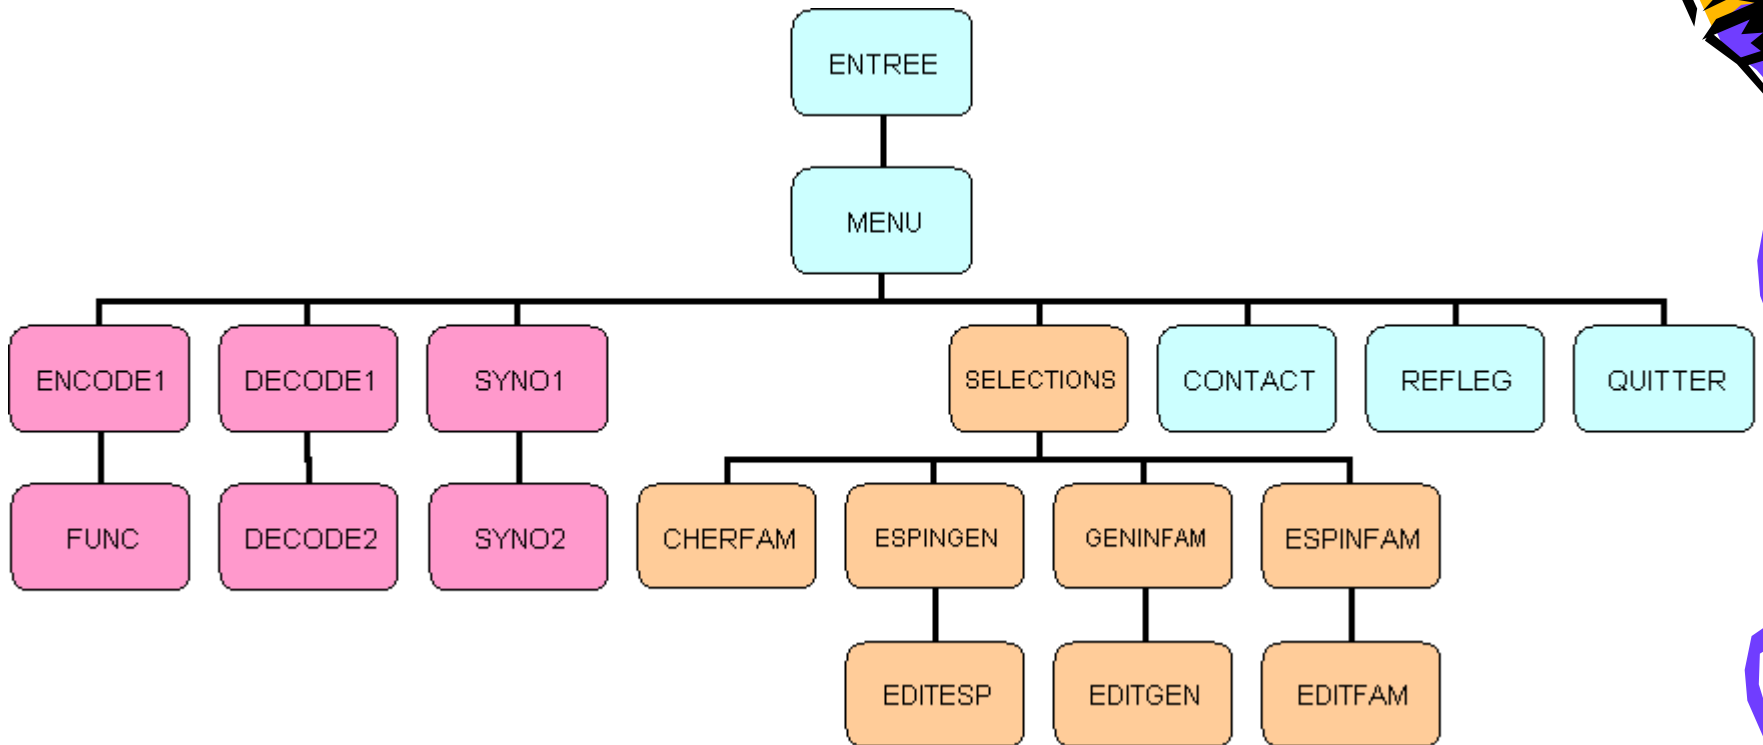 ENTREE
MENU
ENCODE1
DECODE1
SYNO1
SELECTIONS
CONTACT
REFLEG
QUITTER
FUNC
DECODE2
SYNO2
CHERFAM
ESPINGEN
GENINFAM
ESPINFAM
EDITESP
EDITGEN
EDITFAM